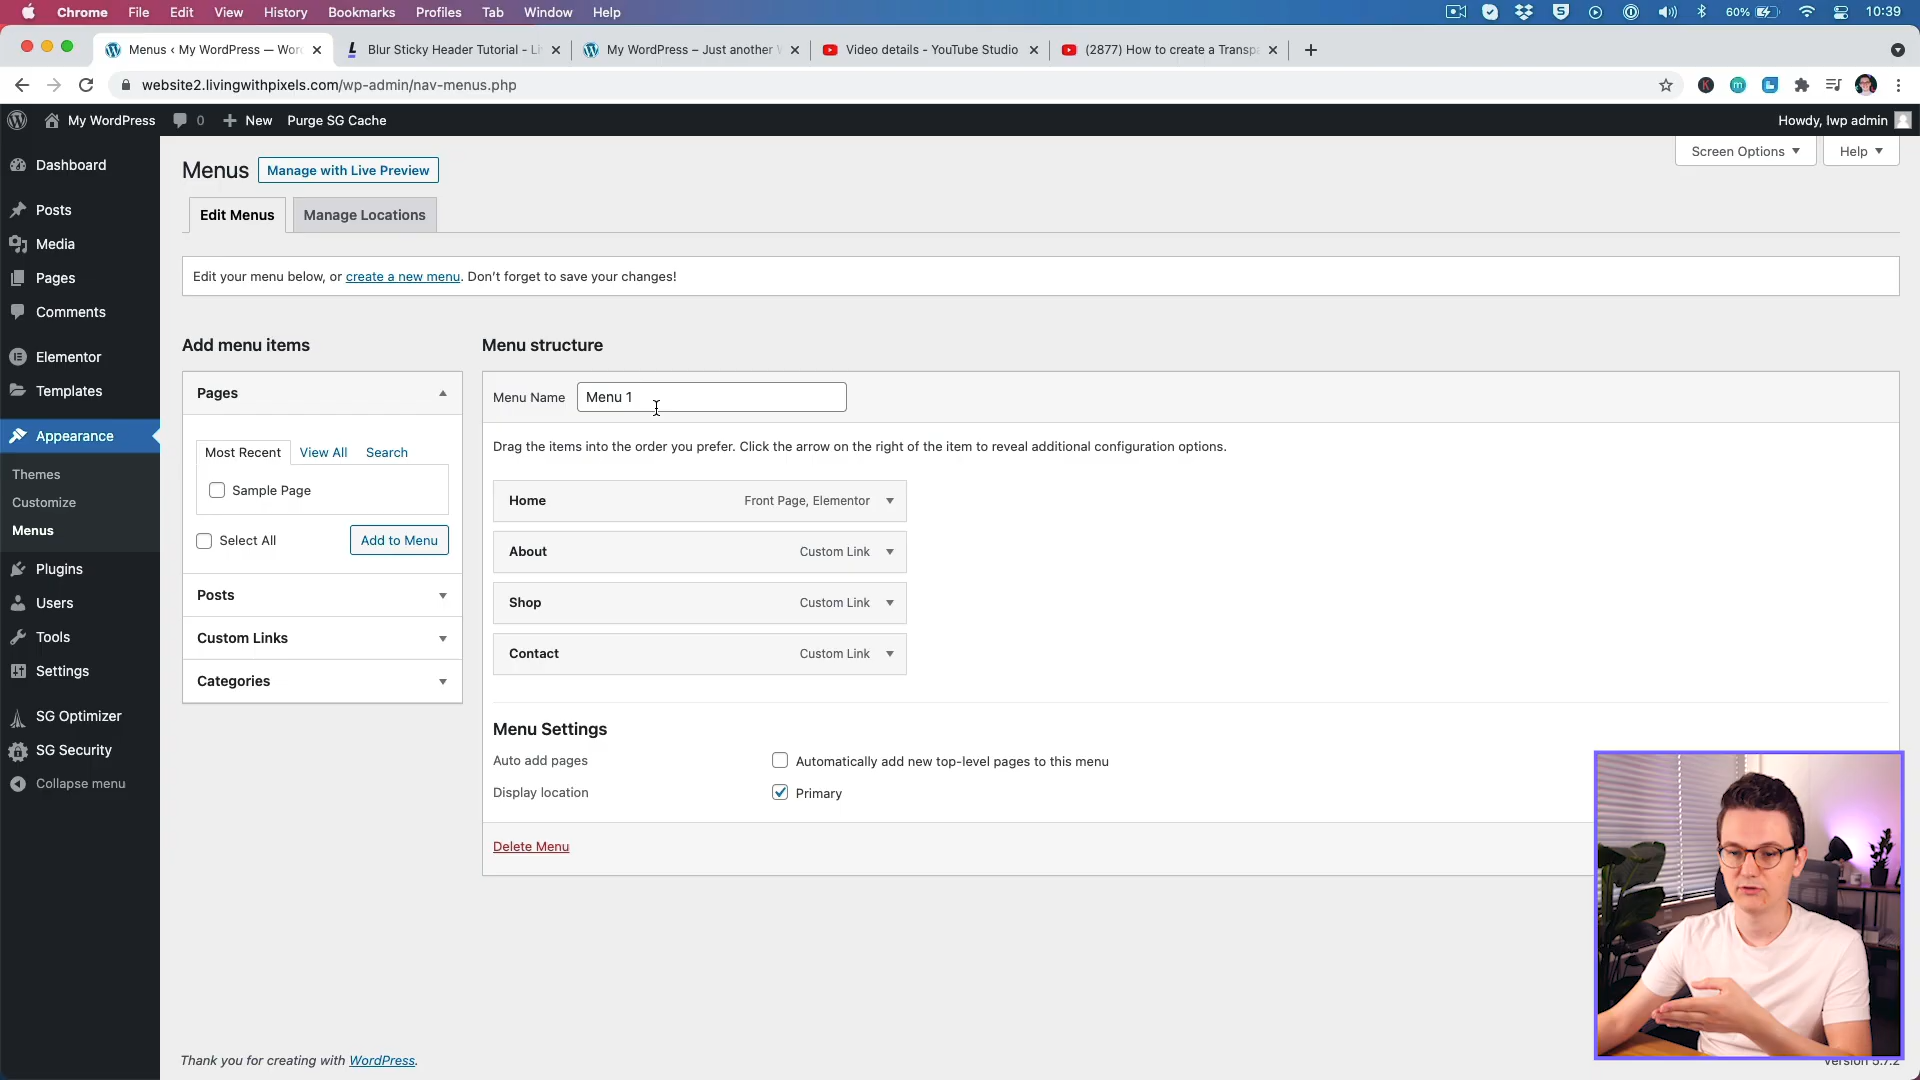 Chrome File Edit View History Bookmarks Profiles Tab Window Help 60% 10:39
Menus ‹ My WordPress — Wor
Blur Sticky Header Tutorial - Li
My WordPress – Just another
Video details - YouTube Studio
(2877) How to create a Transp
website2.livingwithpixels.com/wp-admin/nav-menus.php
My WordPress 0 New Purge SG Cache Howdy, lwp admin
Screen Options Help
Dashboard
Posts
Media
Pages
Comments
Elementor
Templates
Appearance
Themes
Customize
Menus
Plugins
Users
Tools
Settings
SG Optimizer
SG Security
Collapse menu
Menus Manage with Live Preview
Edit Menus Manage Locations
Edit your menu below, or create a new menu. Don't forget to save your changes!
Add menu items
Pages
Most Recent View All Search
Sample Page
Select All Add to Menu
Posts
Custom Links
Categories
Menu structure
Menu Name Menu 1
Drag the items into the order you prefer. Click the arrow on the right of the item to reveal additional configuration options.
Home Front Page, Elementor
About Custom Link
Shop Custom Link
Contact Custom Link
Menu Settings
Auto add pages Automatically add new top-level pages to this menu
Display location Primary
Delete Menu
Thank you for creating with WordPress.
Version 5.7.2